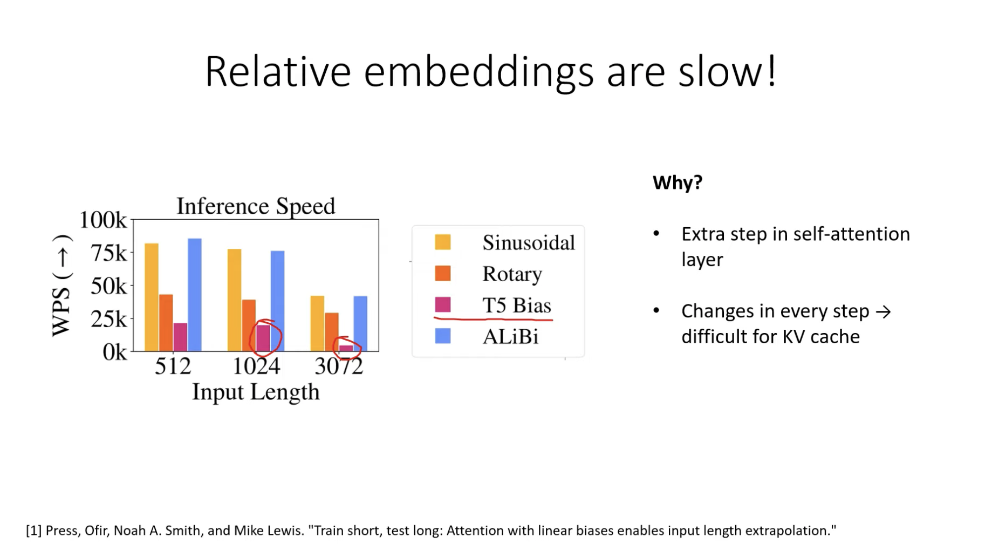 Relative embeddings are slow!
Inference Speed
100k
75k
50k
25k
0k
WPS (→)
512 1024 3072
Input Length
Sinusoidal
Rotary
T5 Bias
ALiBi
Why?
• Extra step in self-attention
layer
• Changes in every step →
difficult for KV cache
[1] Press, Ofir, Noah A. Smith, and Mike Lewis. "Train short, test long: Attention with linear biases enables input length extrapolation."